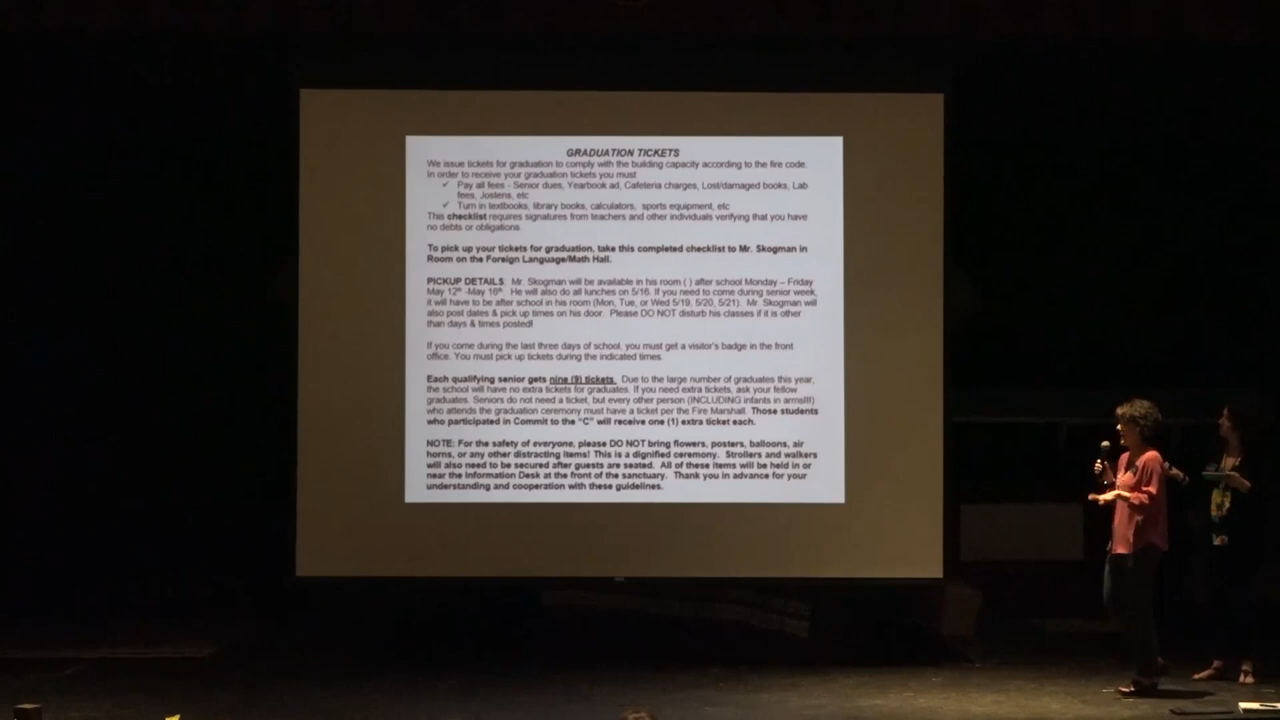 GRADUATION TICKETS
We issue tickets for graduation to comply with the building capacity according to the fire code.
In order to receive your graduation tickets you must
✓ Pay all fees - Senior dues, Yearbook ad, Cafeteria charges, Lost/damaged books, Lab
fees, Jostens, etc
✓ Turn in textbooks, library books, calculators, sports equipment, etc
This checklist requires signatures from teachers and other individuals verifying that you have
no debts or obligations.
To pick up your tickets for graduation, take this completed checklist to Mr. Skogman in
Room on the Foreign Language/Math Hall.
PICKUP DETAILS: Mr. Skogman will be available in his room ( ) after school Monday – Friday
May 12th -May 16th. He will also do all lunches on 5/16. If you need to come during senior week,
it will have to be after school in his room (Mon, Tue, or Wed 5/19, 5/20, 5/21). Mr. Skogman will
also post dates & pick up times on his door. Please DO NOT disturb his classes if it is other
than days & times posted!
If you come during the last three days of school, you must get a visitor's badge in the front
office. You must pick up tickets during the indicated times.
Each qualifying senior gets nine (9) tickets. Due to the large number of graduates this year,
the school will have no extra tickets for graduates. If you need extra tickets, ask your fellow
graduates. Seniors do not need a ticket, but every other person (INCLUDING infants in arms!!!)
who attends the graduation ceremony must have a ticket per the Fire Marshall. Those students
who participated in Commit to the "C" will receive one (1) extra ticket each.
NOTE: For the safety of everyone, please DO NOT bring flowers, posters, balloons, air
horns, or any other distracting items! This is a dignified ceremony. Strollers and walkers
will also need to be secured after guests are seated. All of these items will be held in or
near the Information Desk at the front of the sanctuary. Thank you in advance for your
understanding and cooperation with these guidelines.